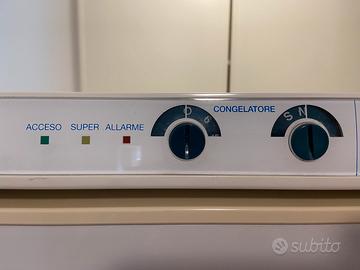 ACCESO SUPER ALLARME
CONGELATORE
S N
subito